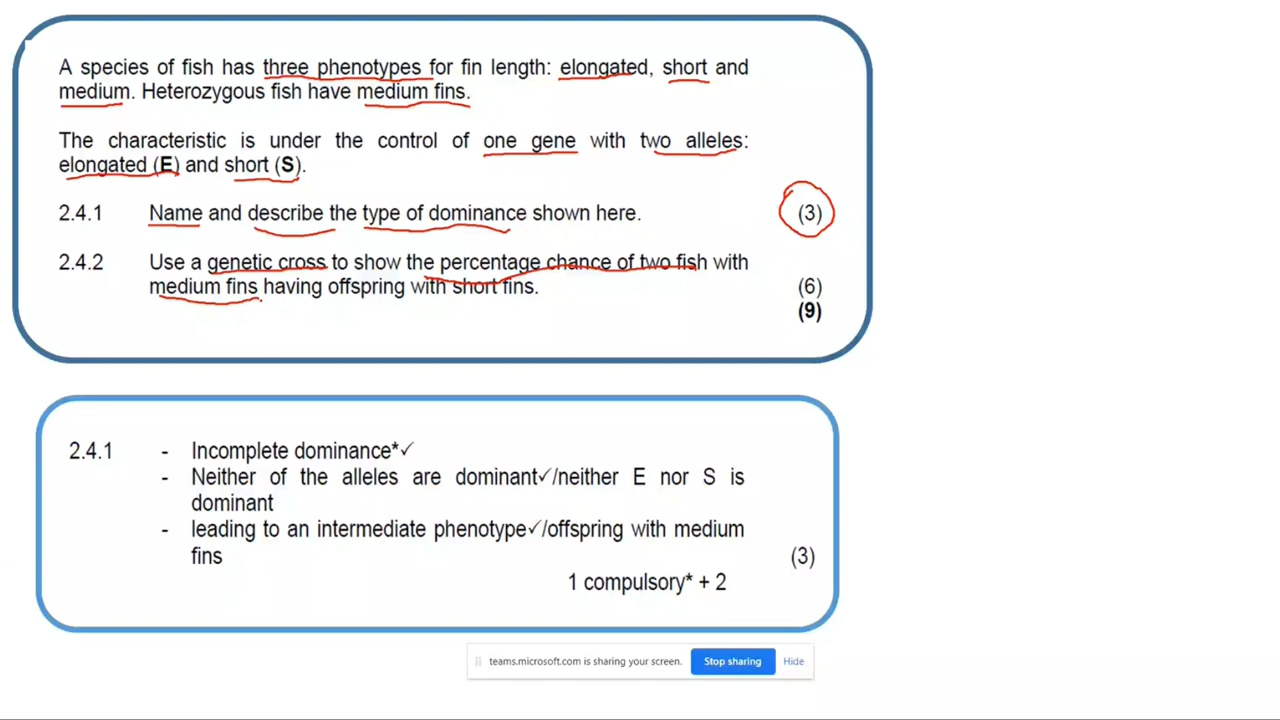 A species of fish has three phenotypes for fin length: elongated, short and
medium. Heterozygous fish have medium fins.
The characteristic is under the control of one gene with two alleles:
elongated (E) and short (S).
2.4.1 Name and describe the type of dominance shown here. (3)
2.4.2 Use a genetic cross to show the percentage chance of two fish with
medium fins having offspring with short fins. (6)
(9)
2.4.1 - Incomplete dominance*✓
- Neither of the alleles are dominant✓/neither E nor S is
dominant
- leading to an intermediate phenotype✓/offspring with medium
fins (3)
1 compulsory* + 2
teams.microsoft.com is sharing your screen. Stop sharing Hide